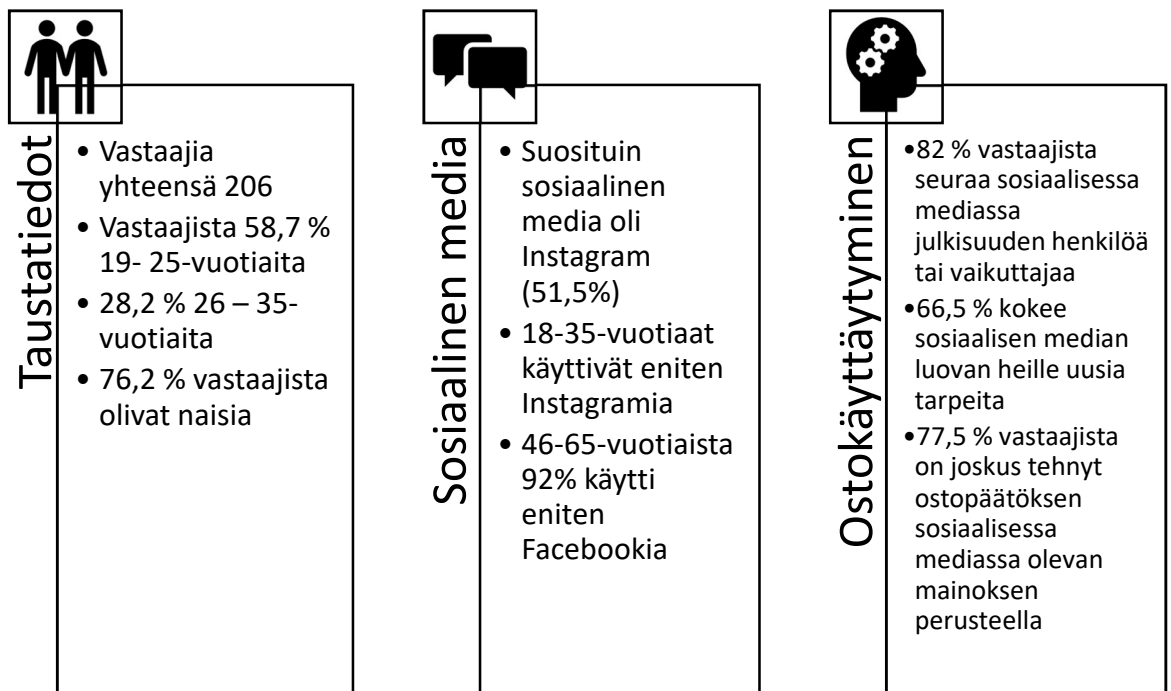 Taustatiedot
• Vastaajia
yhteensä 206
• Vastaajista 58,7 %
19- 25-vuotiaita
• 28,2 % 26 – 35-
vuotiaita
• 76,2 % vastaajista
olivat naisia
Sosiaalinen media
• Suosituin
sosiaalinen
media oli
Instagram
(51,5%)
• 18-35-vuotiaat
käyttivät eniten
Instagramia
• 46-65-vuotiaista
92% käytti
eniten
Facebookia
Ostokäyttäytyminen
•82 % vastaajista
seuraa sosiaalisessa
mediassa
julkisuuden henkilöä
tai vaikuttajaa
•66,5 % kokee
sosiaalisen median
luovan heille uusia
tarpeita
•77,5 % vastaajista
on joskus tehnyt
ostopäätöksen
sosiaalisessa
mediassa olevan
mainoksen
perusteella